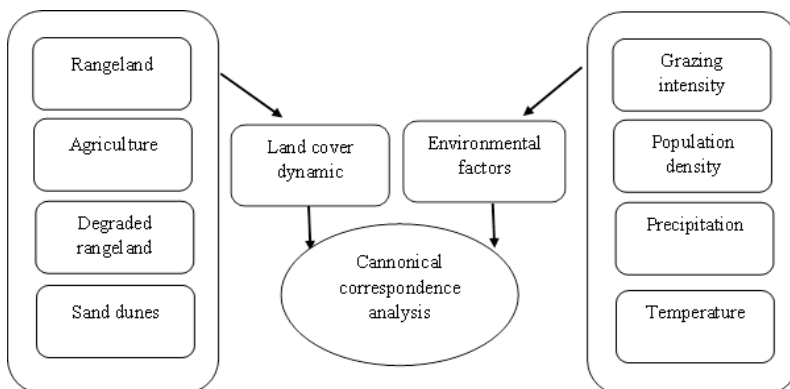 Rangeland
Agriculture
Degraded
rangeland
Sand dunes
Land cover
dynamic
Environmental
factors
Cannonical
correspondence
analysis
Grazing
intensity
Population
density
Precipitation
Temperature